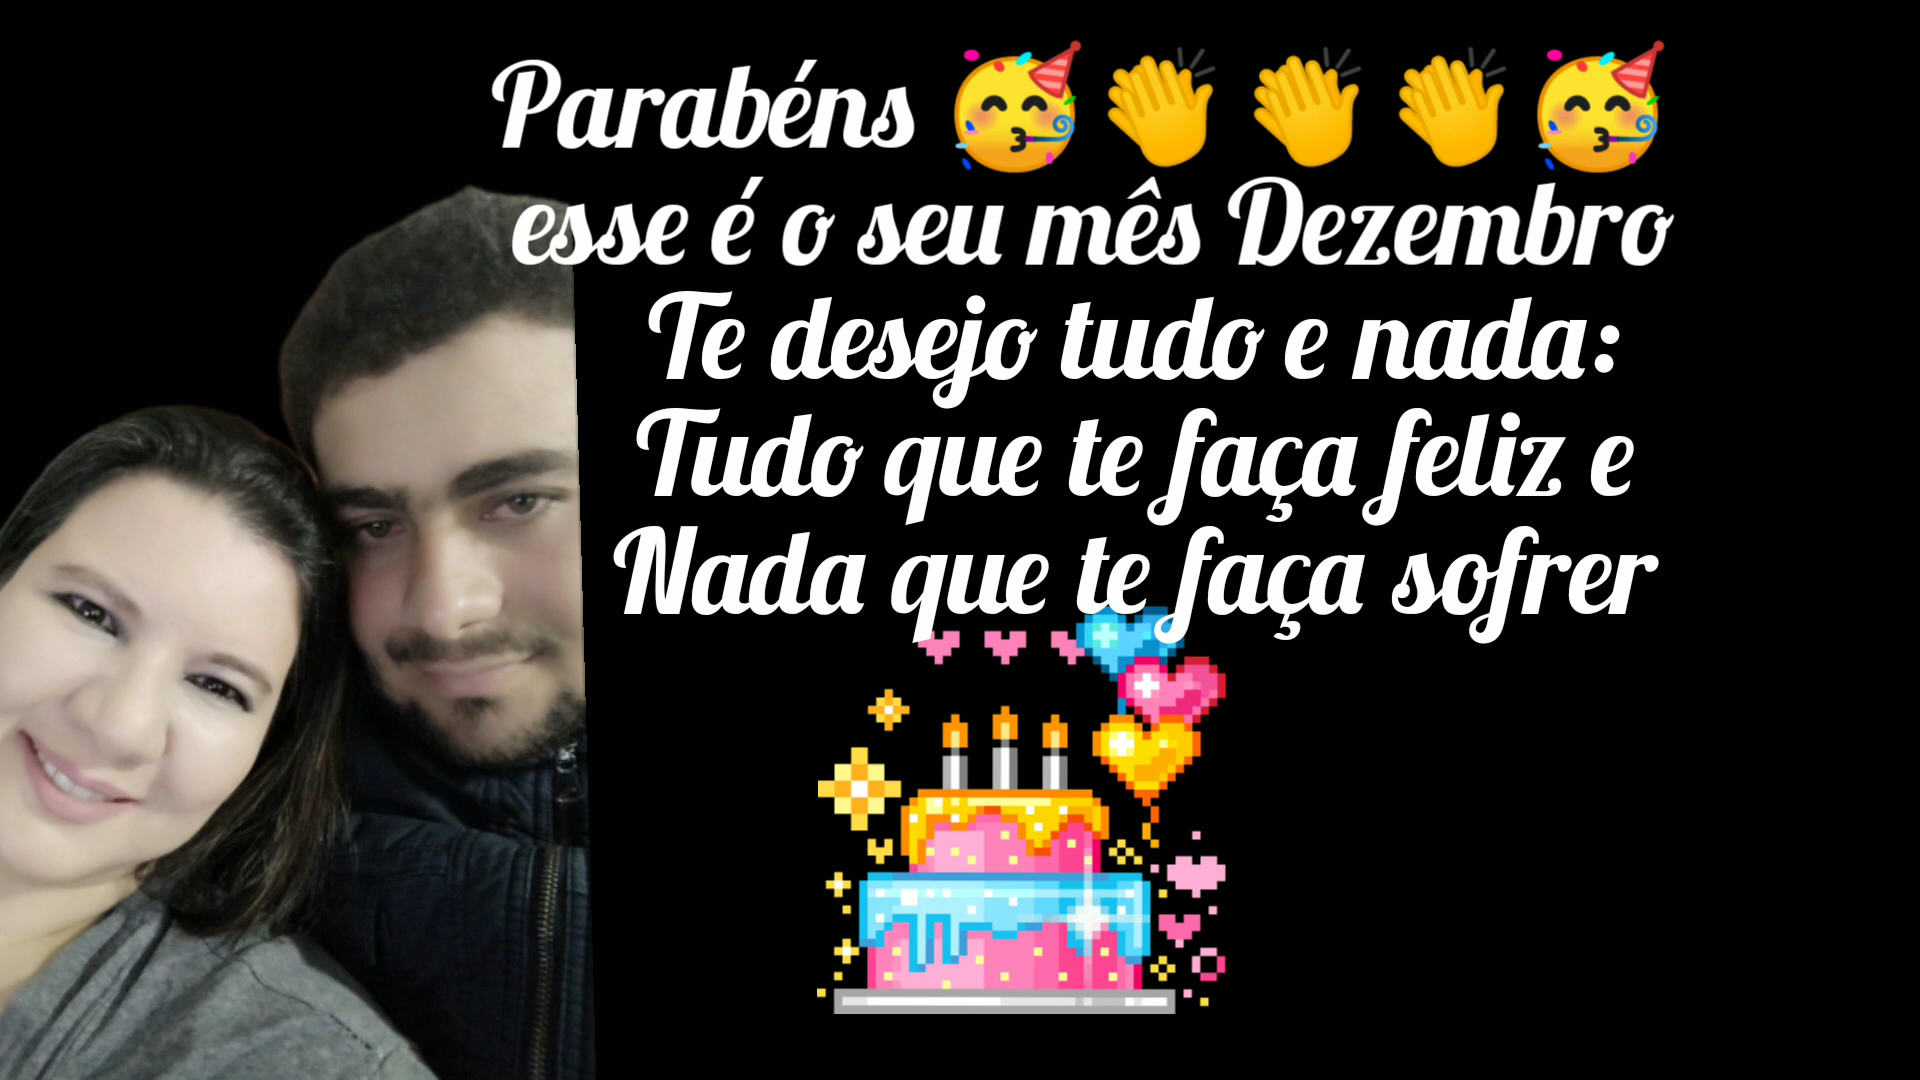 Parabéns 🥳👏👏👏🥳
esse é o seu mês Dezembro
Te desejo tudo e nada:
Tudo que te faça feliz e
Nada que te faça sofrer